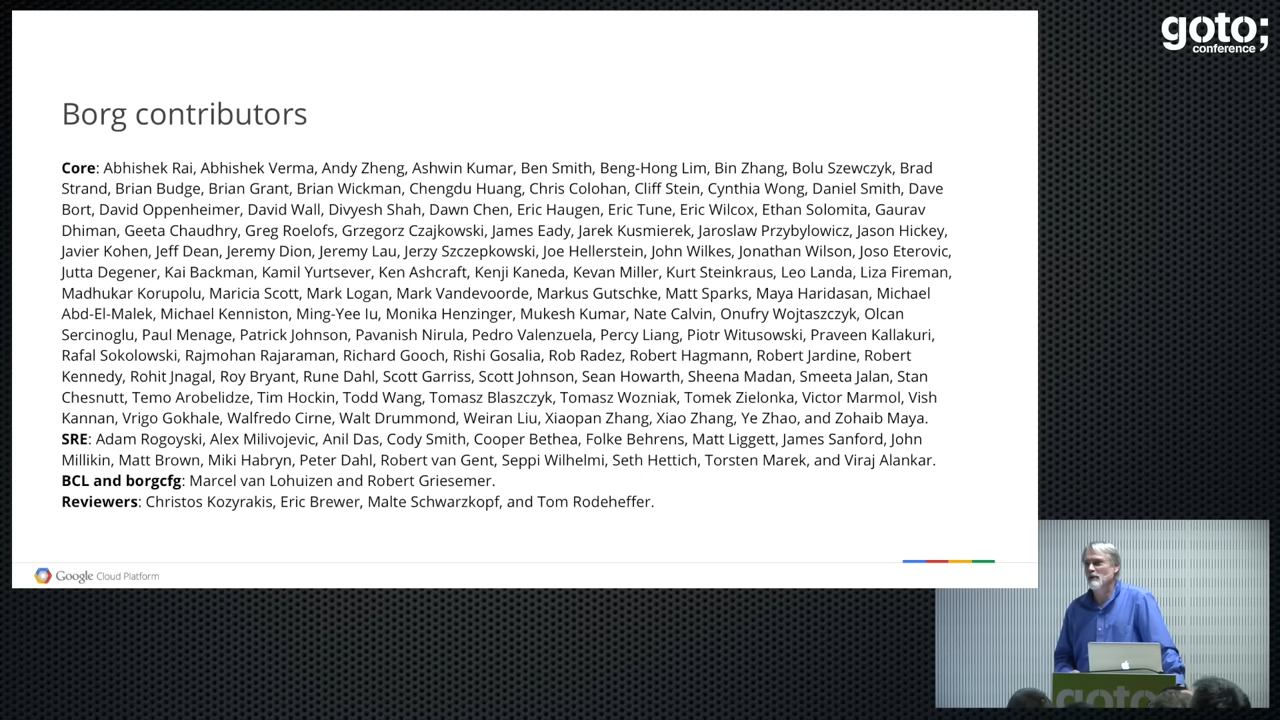 goto;
conference
Borg contributors
Core: Abhishek Rai, Abhishek Verma, Andy Zheng, Ashwin Kumar, Ben Smith, Beng-Hong Lim, Bin Zhang, Bolu Szewczyk, Brad
Strand, Brian Budge, Brian Grant, Brian Wickman, Chengdu Huang, Chris Colohan, Cliff Stein, Cynthia Wong, Daniel Smith, Dave
Bort, David Oppenheimer, David Wall, Divyesh Shah, Dawn Chen, Eric Haugen, Eric Tune, Eric Wilcox, Ethan Solomita, Gaurav
Dhiman, Geeta Chaudhry, Greg Roelofs, Grzegorz Czajkowski, James Eady, Jarek Kusmierek, Jaroslaw Przybylowicz, Jason Hickey,
Javier Kohen, Jeff Dean, Jeremy Dion, Jeremy Lau, Jerzy Szczepkowski, Joe Hellerstein, John Wilkes, Jonathan Wilson, Joso Eterovic,
Jutta Degener, Kai Backman, Kamil Yurtsever, Ken Ashcraft, Kenji Kaneda, Kevan Miller, Kurt Steinkraus, Leo Landa, Liza Fireman,
Madhukar Korupolu, Maricia Scott, Mark Logan, Mark Vandevoorde, Markus Gutschke, Matt Sparks, Maya Haridasan, Michael
Abd-El-Malek, Michael Kenniston, Ming-Yee Iu, Monika Henzinger, Mukesh Kumar, Nate Calvin, Onufry Wojtaszczyk, Olcan
Sercinoglu, Paul Menage, Patrick Johnson, Pavanish Nirula, Pedro Valenzuela, Percy Liang, Piotr Witusowski, Praveen Kallakuri,
Rafal Sokolowski, Rajmohan Rajaraman, Richard Gooch, Rishi Gosalia, Rob Radez, Robert Hagmann, Robert Jardine, Robert
Kennedy, Rohit Jnagal, Roy Bryant, Rune Dahl, Scott Garriss, Scott Johnson, Sean Howarth, Sheena Madan, Smeeta Jalan, Stan
Chesnutt, Temo Arobelidze, Tim Hockin, Todd Wang, Tomasz Blaszczyk, Tomasz Wozniak, Tomek Zielonka, Victor Marmol, Vish
Kannan, Vrigo Gokhale, Walfredo Cirne, Walt Drummond, Weiran Liu, Xiaopan Zhang, Xiao Zhang, Ye Zhao, and Zohaib Maya.
SRE: Adam Rogoyski, Alex Milivojevic, Anil Das, Cody Smith, Cooper Bethea, Folke Behrens, Matt Liggett, James Sanford, John
Millikin, Matt Brown, Miki Habryn, Peter Dahl, Robert van Gent, Seppi Wilhelmi, Seth Hettich, Torsten Marek, and Viraj Alankar.
BCL and borgcfg: Marcel van Lohuizen and Robert Griesemer.
Reviewers: Christos Kozyrakis, Eric Brewer, Malte Schwarzkopf, and Tom Rodeheffer.
Google Cloud Platform
goto;